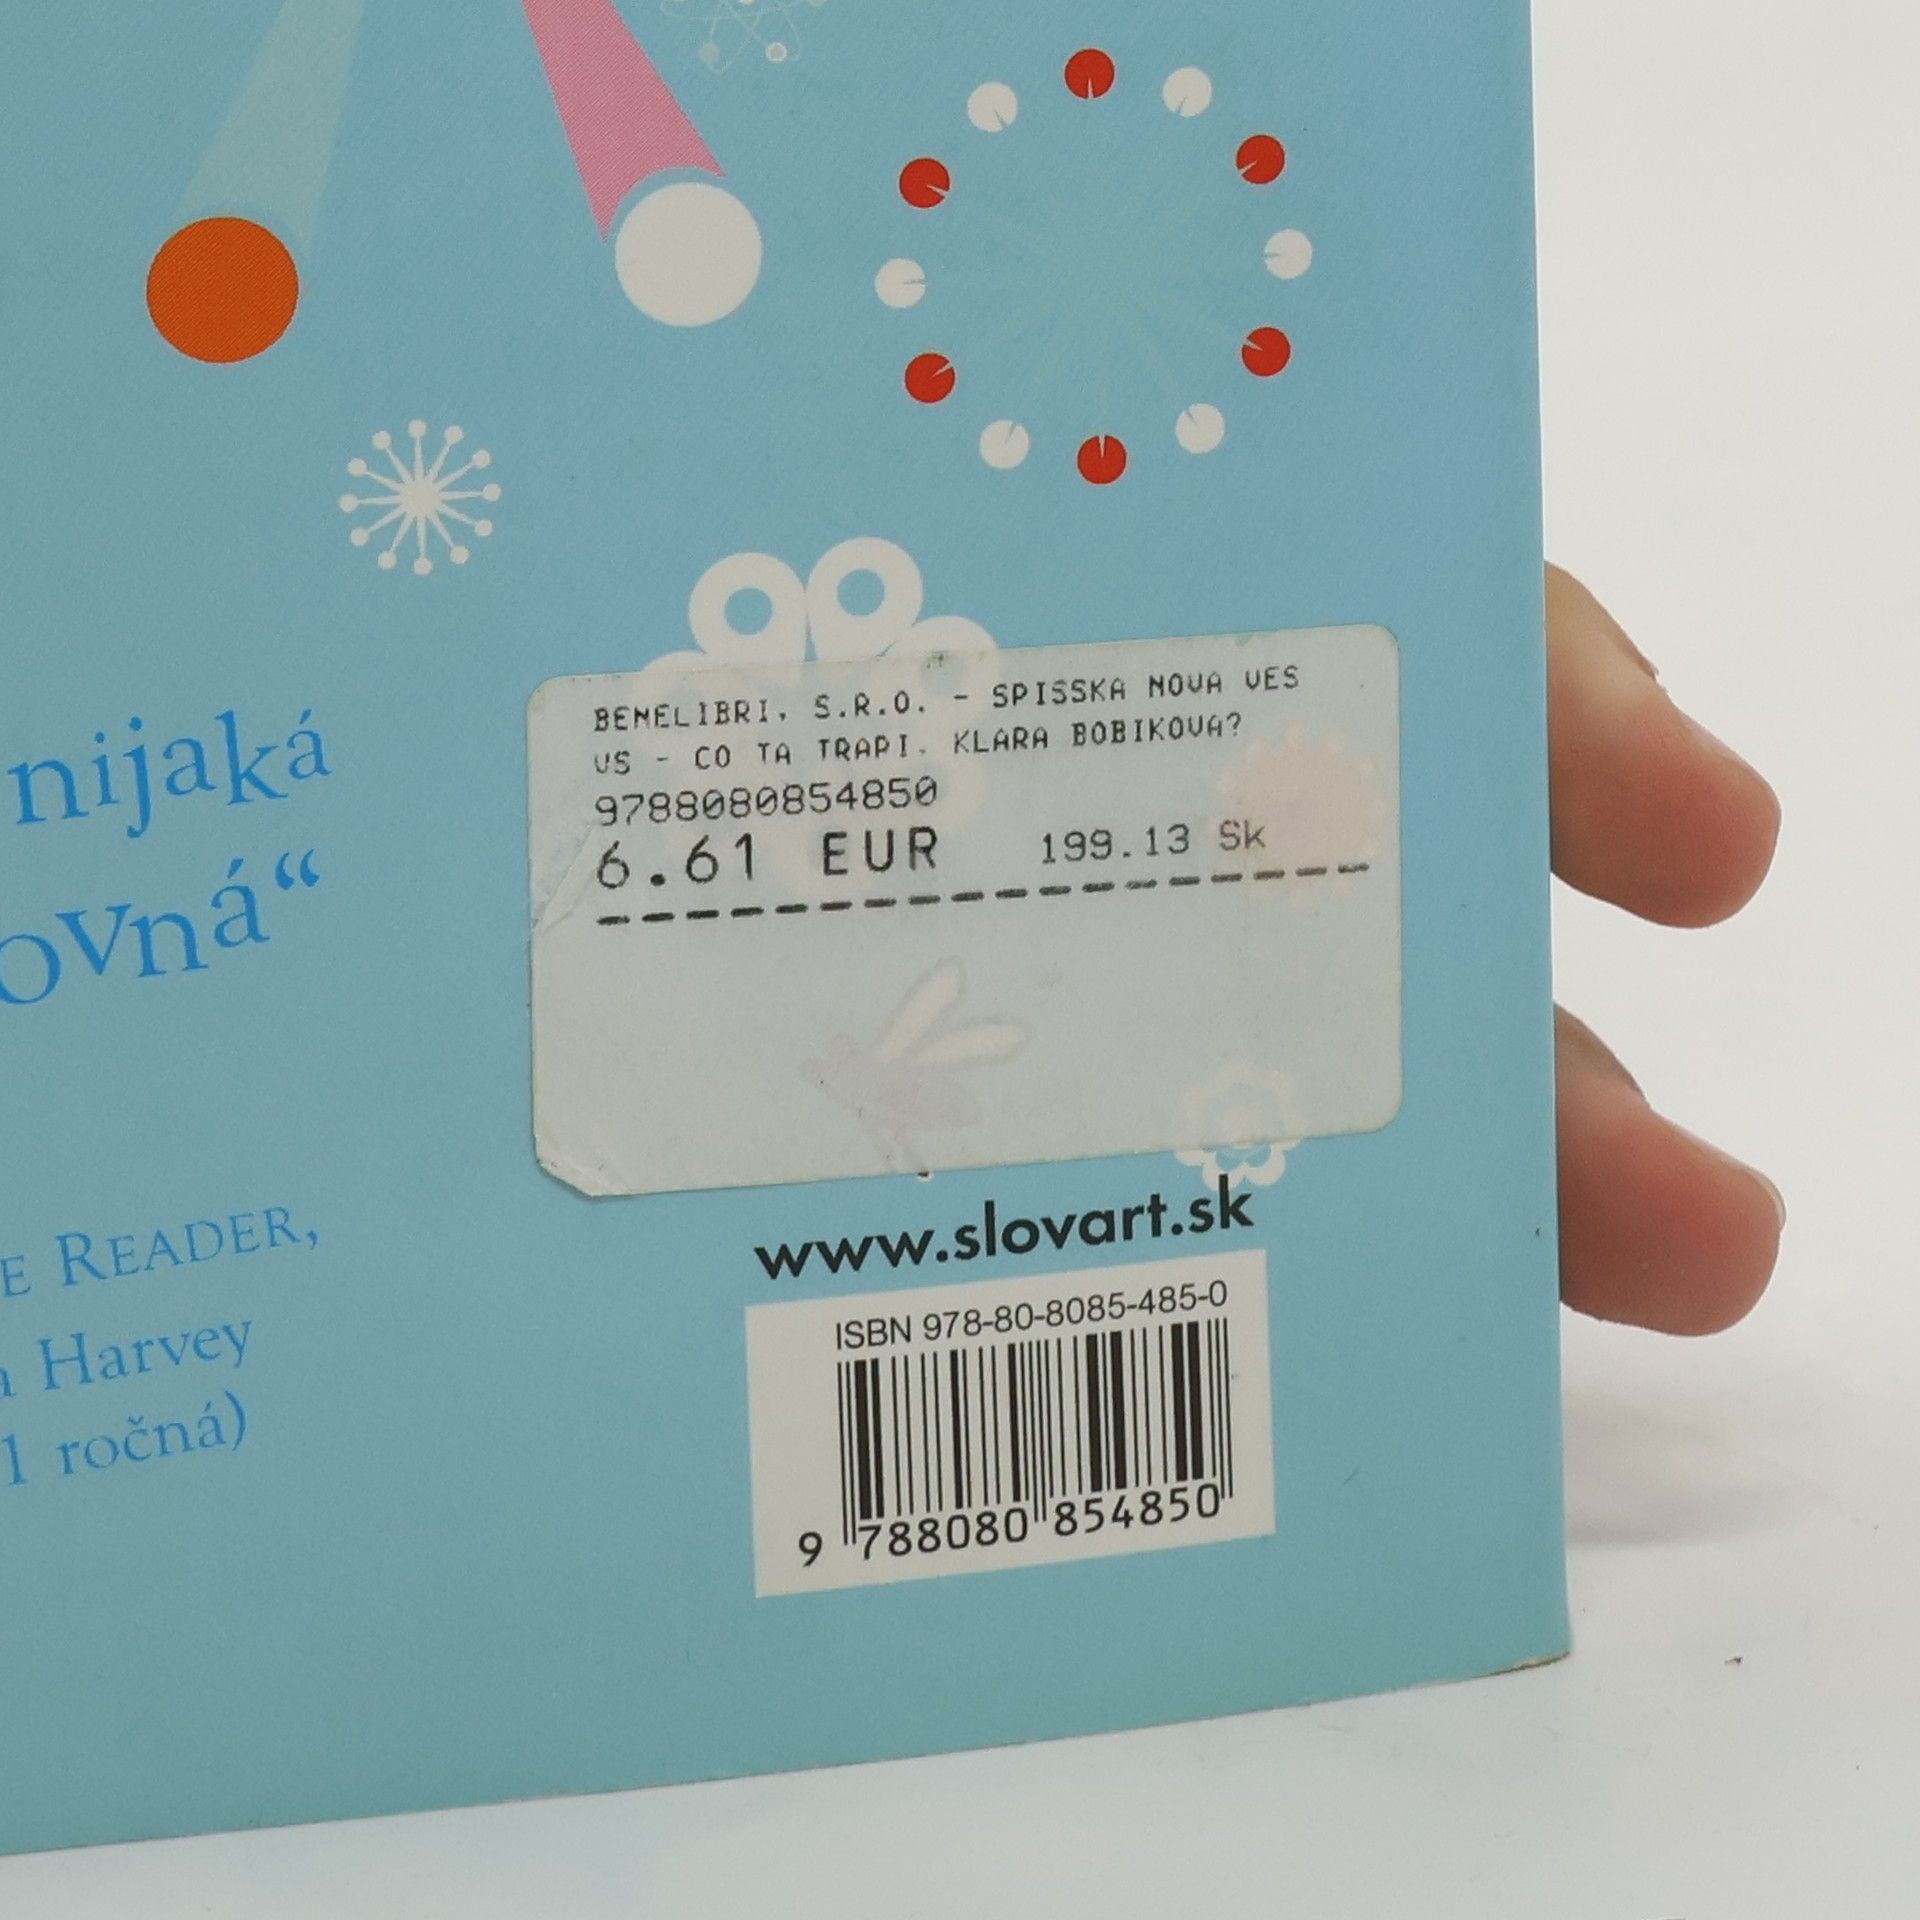 nijaká
ovná“
E READER,
a Harvey
1 ročná)
BENELIBRI, S.R.O. - SPISSKA NOVA VES
VS - CO TA TRAPI. KLARA BOBIKOVA?
9788080854850
6.61 EUR 199.13 Sk
www.slovart.sk
ISBN 978-80-8085-485-0
9 788080 854850